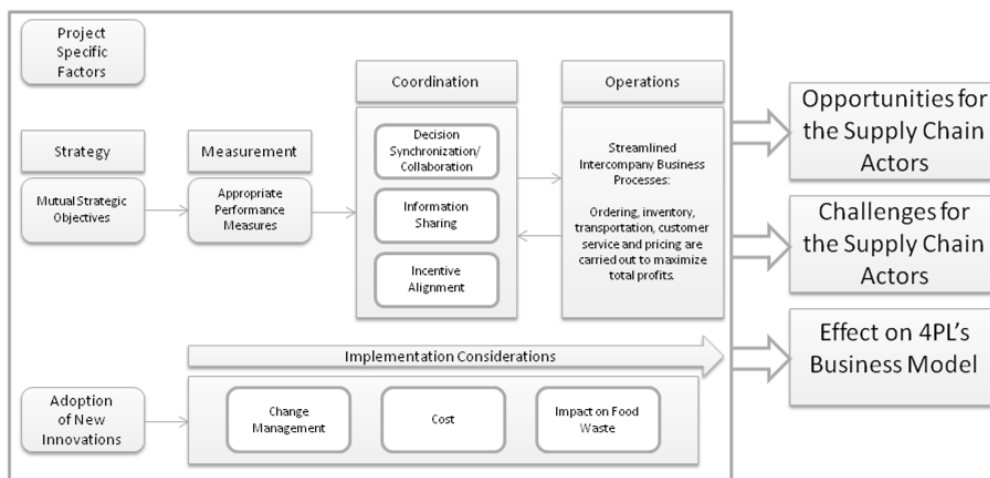 Project
Specific
Factors
Strategy
Mutual Strategic
Objectives
Measurement
Appropriate
Performance
Measures
Coordination
Decision
Synchronization/
Collaboration
Information
Sharing
Incentive
Alignment
Operations
Streamlined
Intercompany Business
Processes:
Ordering, inventory,
transportation, customer
service and pricing are
carried out to maximize
total profits.
Implementation Considerations
Adoption
of New
Innovations
Change
Management
Cost
Impact on Food
Waste
Opportunities for
the Supply Chain
Actors
Challenges for
the Supply Chain
Actors
Effect on 4PL's
Business Model